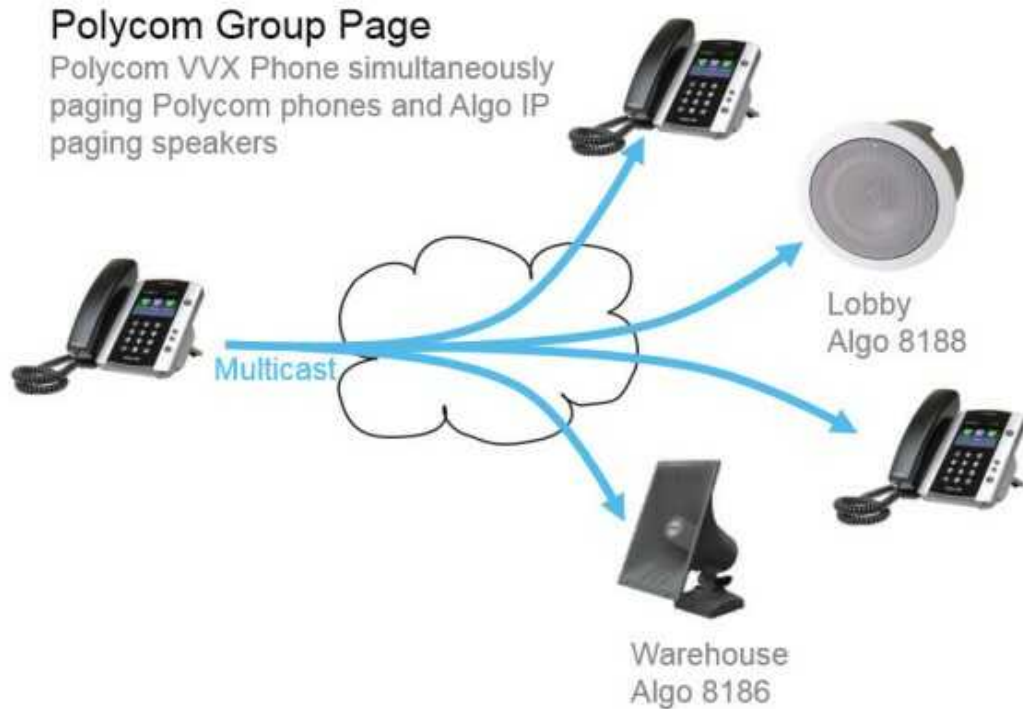 Polycom Group Page
Polycom VVX Phone simultaneously
paging Polycom phones and Algo IP
paging speakers
Lobby
Algo 8188
Multicast
Warehouse
Algo 8186